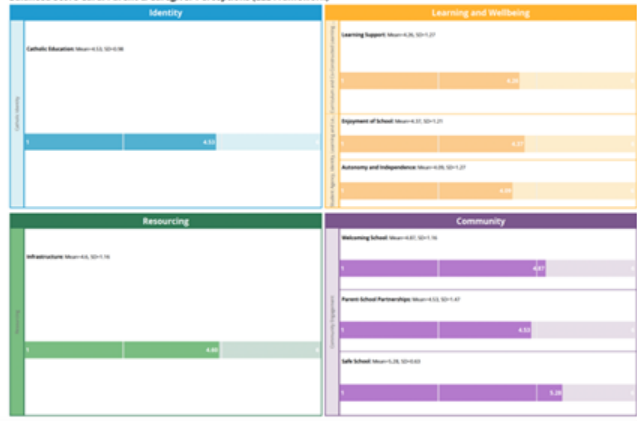 Identity
Catholic Education: Mean=4.53, SD=0.98
Catholic Identity
1 4.53
Learning and Wellbeing
Learning Support: Mean=4.26, SD=1.27
1 4.26
Enjoyment of School: Mean=4.37, SD=1.21
1 4.37
Autonomy and Independence: Mean=4.09, SD=1.27
1 4.09
Resourcing
Infrastructure: Mean=4.6, SD=1.16
Resourcing
1 4.60
Community
Welcoming School: Mean=4.87, SD=1.16
1 4.87
Community Engagement
Parent-School Partnerships: Mean=4.53, SD=1.47
1 4.53
Safe School: Mean=5.28, SD=0.63
1 5.28